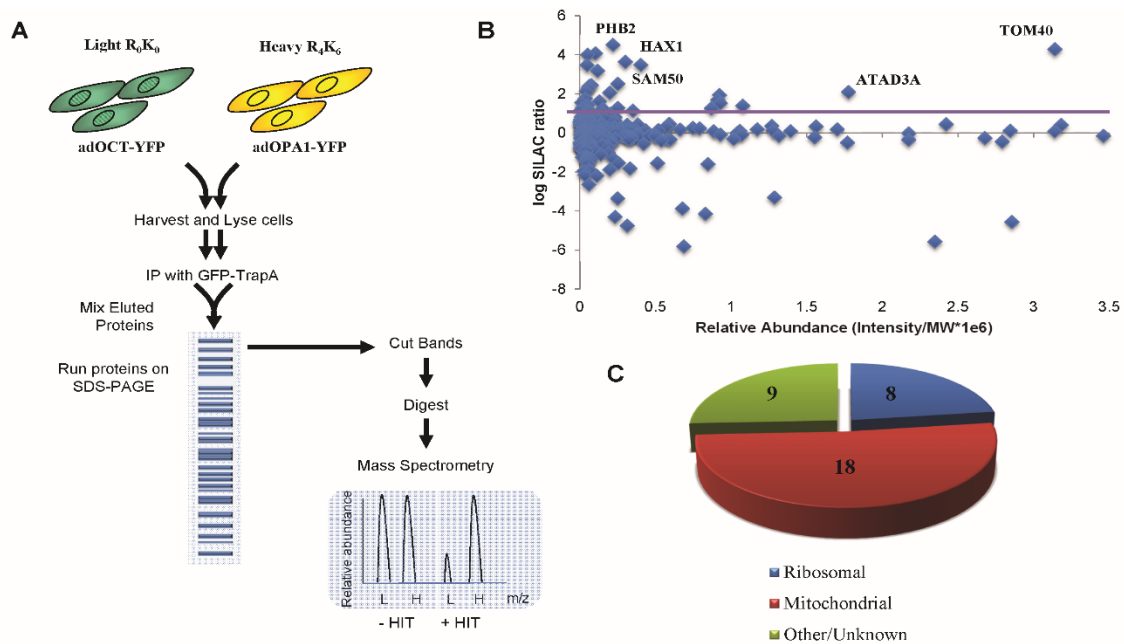 A
Light R₀K₀
Heavy R₄K₆
adOCT-YFP
adOPA1-YFP
Harvest and Lyse cells
IP with GFP-TrapA
Mix Eluted
Proteins
Run proteins on
SDS-PAGE
Cut Bands
Digest
Mass Spectrometry
Relative abundance
L
H
L
H
m/z
- HIT
+ HIT
B
log SILAC ratio
6
4
2
0
-2
-4
-6
-8
PHB2
HAX1
SAM50
ATAD3A
TOM40
0
0.5
1
1.5
2
2.5
3
3.5
Relative Abundance (Intensity/MW*1e6)
C
9
8
18
Ribosomal
Mitochondrial
Other/Unknown